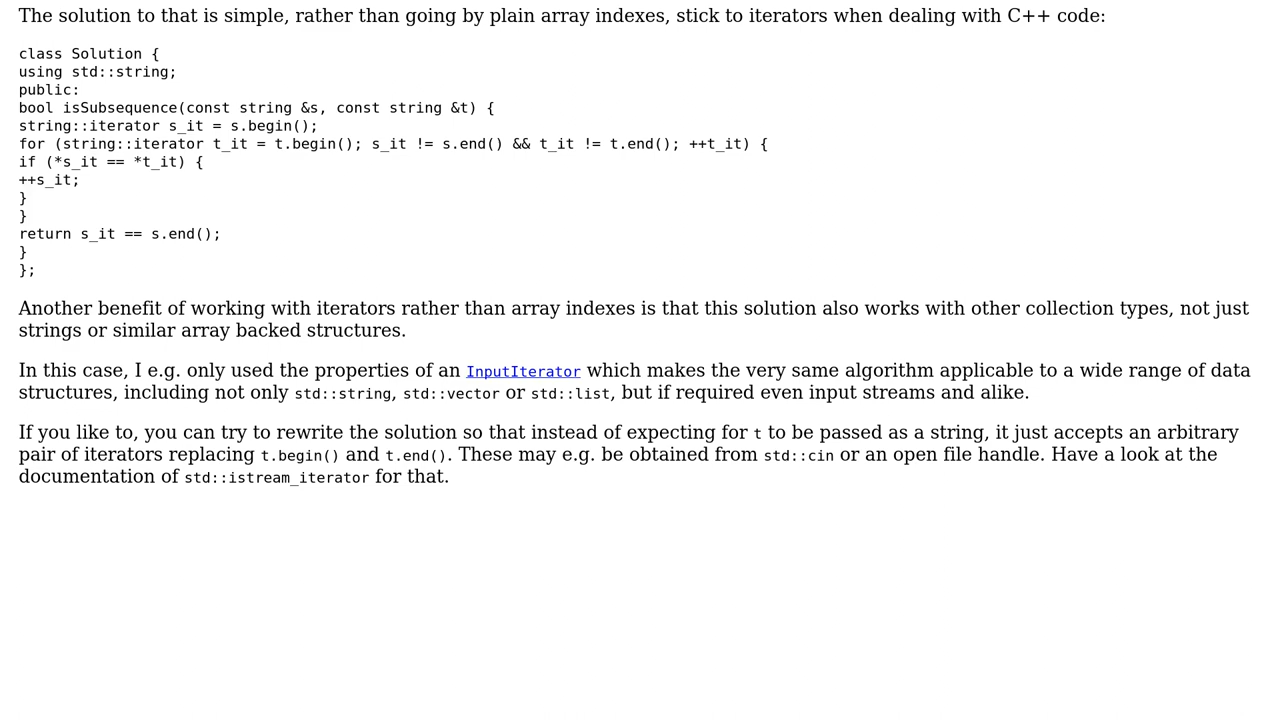 The solution to that is simple, rather than going by plain array indexes, stick to iterators when dealing with C++ code:
class Solution {
using std::string;
public:
bool isSubsequence(const string &s, const string &t) {
string::iterator s_it = s.begin();
for (string::iterator t_it = t.begin(); s_it != s.end() && t_it != t.end(); ++t_it) {
if (*s_it == *t_it) {
++s_it;
}
}
return s_it == s.end();
}
};
Another benefit of working with iterators rather than array indexes is that this solution also works with other collection types, not just
strings or similar array backed structures.
In this case, I e.g. only used the properties of an InputIterator which makes the very same algorithm applicable to a wide range of data
structures, including not only std::string, std::vector or std::list, but if required even input streams and alike.
If you like to, you can try to rewrite the solution so that instead of expecting for t to be passed as a string, it just accepts an arbitrary
pair of iterators replacing t.begin() and t.end(). These may e.g. be obtained from std::cin or an open file handle. Have a look at the
documentation of std::istream_iterator for that.